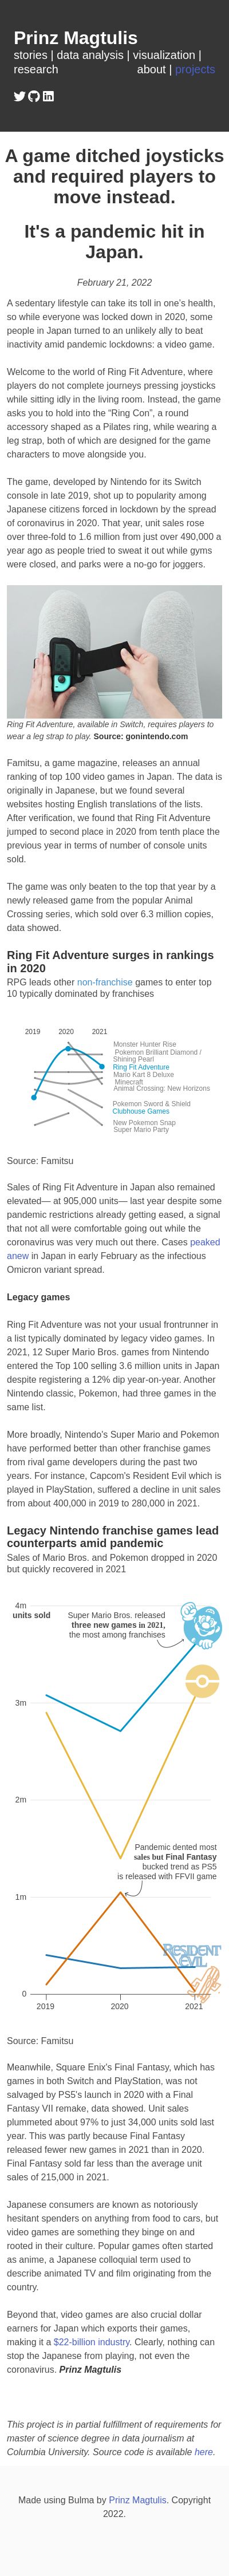 Prinz Magtulis
stories | data analysis | visualization |
research about | projects
A game ditched joysticks
and required players to
move instead.
It's a pandemic hit in
Japan.
February 21, 2022
A sedentary lifestyle can take its toll in one's health,
so while everyone was locked down in 2020, some
people in Japan turned to an unlikely ally to beat
inactivity amid pandemic lockdowns: a video game.
Welcome to the world of Ring Fit Adventure, where
players do not complete journeys pressing joysticks
while sitting idly in the living room. Instead, the game
asks you to hold into the “Ring Con”, a round
accessory shaped as a Pilates ring, while wearing a
leg strap, both of which are designed for the game
characters to move alongside you.
The game, developed by Nintendo for its Switch
console in late 2019, shot up to popularity among
Japanese citizens forced in lockdown by the spread
of coronavirus in 2020. That year, unit sales rose
over three-fold to 1.6 million from just over 490,000 a
year ago as people tried to sweat it out while gyms
were closed, and parks were a no-go for joggers.
Ring Fit Adventure, available in Switch, requires players to
wear a leg strap to play. Source: gonintendo.com
Famitsu, a game magazine, releases an annual
ranking of top 100 video games in Japan. The data is
originally in Japanese, but we found several
websites hosting English translations of the lists.
After verification, we found that Ring Fit Adventure
jumped to second place in 2020 from tenth place the
previous year in terms of number of console units
sold.
The game was only beaten to the top that year by a
newly released game from the popular Animal
Crossing series, which sold over 6.3 million copies,
data showed.
Ring Fit Adventure surges in rankings
in 2020
RPG leads other non-franchise games to enter top
10 typically dominated by franchises
2019 2020 2021
Monster Hunter Rise
Pokemon Brilliant Diamond /
Shining Pearl
Ring Fit Adventure
Mario Kart 8 Deluxe
Minecraft
Animal Crossing: New Horizons
Pokemon Sword & Shield
Clubhouse Games
New Pokemon Snap
Super Mario Party
Source: Famitsu
Sales of Ring Fit Adventure in Japan also remained
elevated— at 905,000 units— last year despite some
pandemic restrictions already getting eased, a signal
that not all were comfortable going out while the
coronavirus was very much out there. Cases peaked
anew in Japan in early February as the infectious
Omicron variant spread.
Legacy games
Ring Fit Adventure was not your usual frontrunner in
a list typically dominated by legacy video games. In
2021, 12 Super Mario Bros. games from Nintendo
entered the Top 100 selling 3.6 million units in Japan
despite registering a 12% dip year-on-year. Another
Nintendo classic, Pokemon, had three games in the
same list.
More broadly, Nintendo's Super Mario and Pokemon
have performed better than other franchise games
from rival game developers during the past two
years. For instance, Capcom's Resident Evil which is
played in PlayStation, suffered a decline in unit sales
from about 400,000 in 2019 to 280,000 in 2021.
Legacy Nintendo franchise games lead
counterparts amid pandemic
Sales of Mario Bros. and Pokemon dropped in 2020
but quickly recovered in 2021
4m
units sold
Super Mario Bros. released
three new games in 2021,
the most among franchises
3m
2m
Pokemon dented most
sales but Final Fantasy
bucked trend as PS5
is released with FFVII game
1m
RESIDENT
EVIL
0
2019 2020 2021
Source: Famitsu
Meanwhile, Square Enix's Final Fantasy, which has
games in both Switch and PlayStation, was not
salvaged by PS5's launch in 2020 with a Final
Fantasy VII remake, data showed. Unit sales
plummeted about 97% to just 34,000 units sold last
year. This was partly because Final Fantasy
released fewer new games in 2021 than in 2020.
Final Fantasy sold far less than the average unit
sales of 215,000 in 2021.
Japanese consumers are known as notoriously
hesitant spenders on anything from food to cars, but
video games are something they binge on and
rooted in their culture. Popular games often started
as anime, a Japanese colloquial term used to
describe animated TV and film originating from the
country.
Beyond that, video games are also crucial dollar
earners for Japan which exports their games,
making it a $22-billion industry. Clearly, nothing can
stop the Japanese from playing, not even the
coronavirus. Prinz Magtulis
This project is in partial fulfillment of requirements for
master of science degree in data journalism at
Columbia University. Source code is available here.
Made using Bulma by Prinz Magtulis. Copyright
2022.